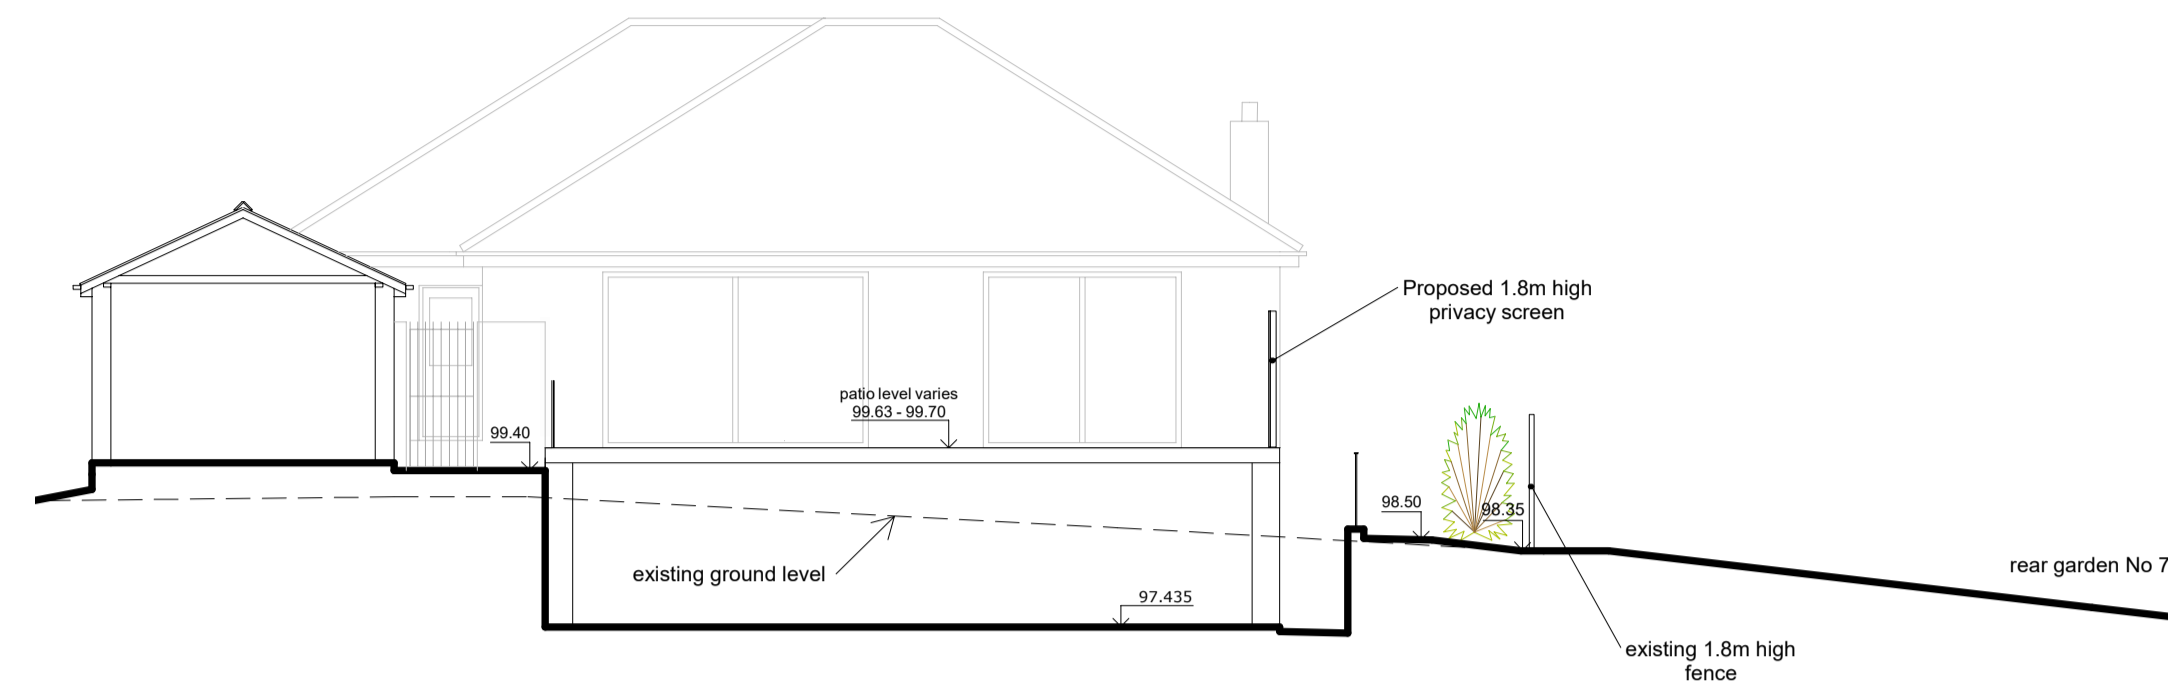 Proposed 1.8m high
privacy screen
patio level varies
99.63 - 99.70
99.40
98.50
98.35
rear garden No 7
existing ground level
97.435
existing 1.8m high
fence